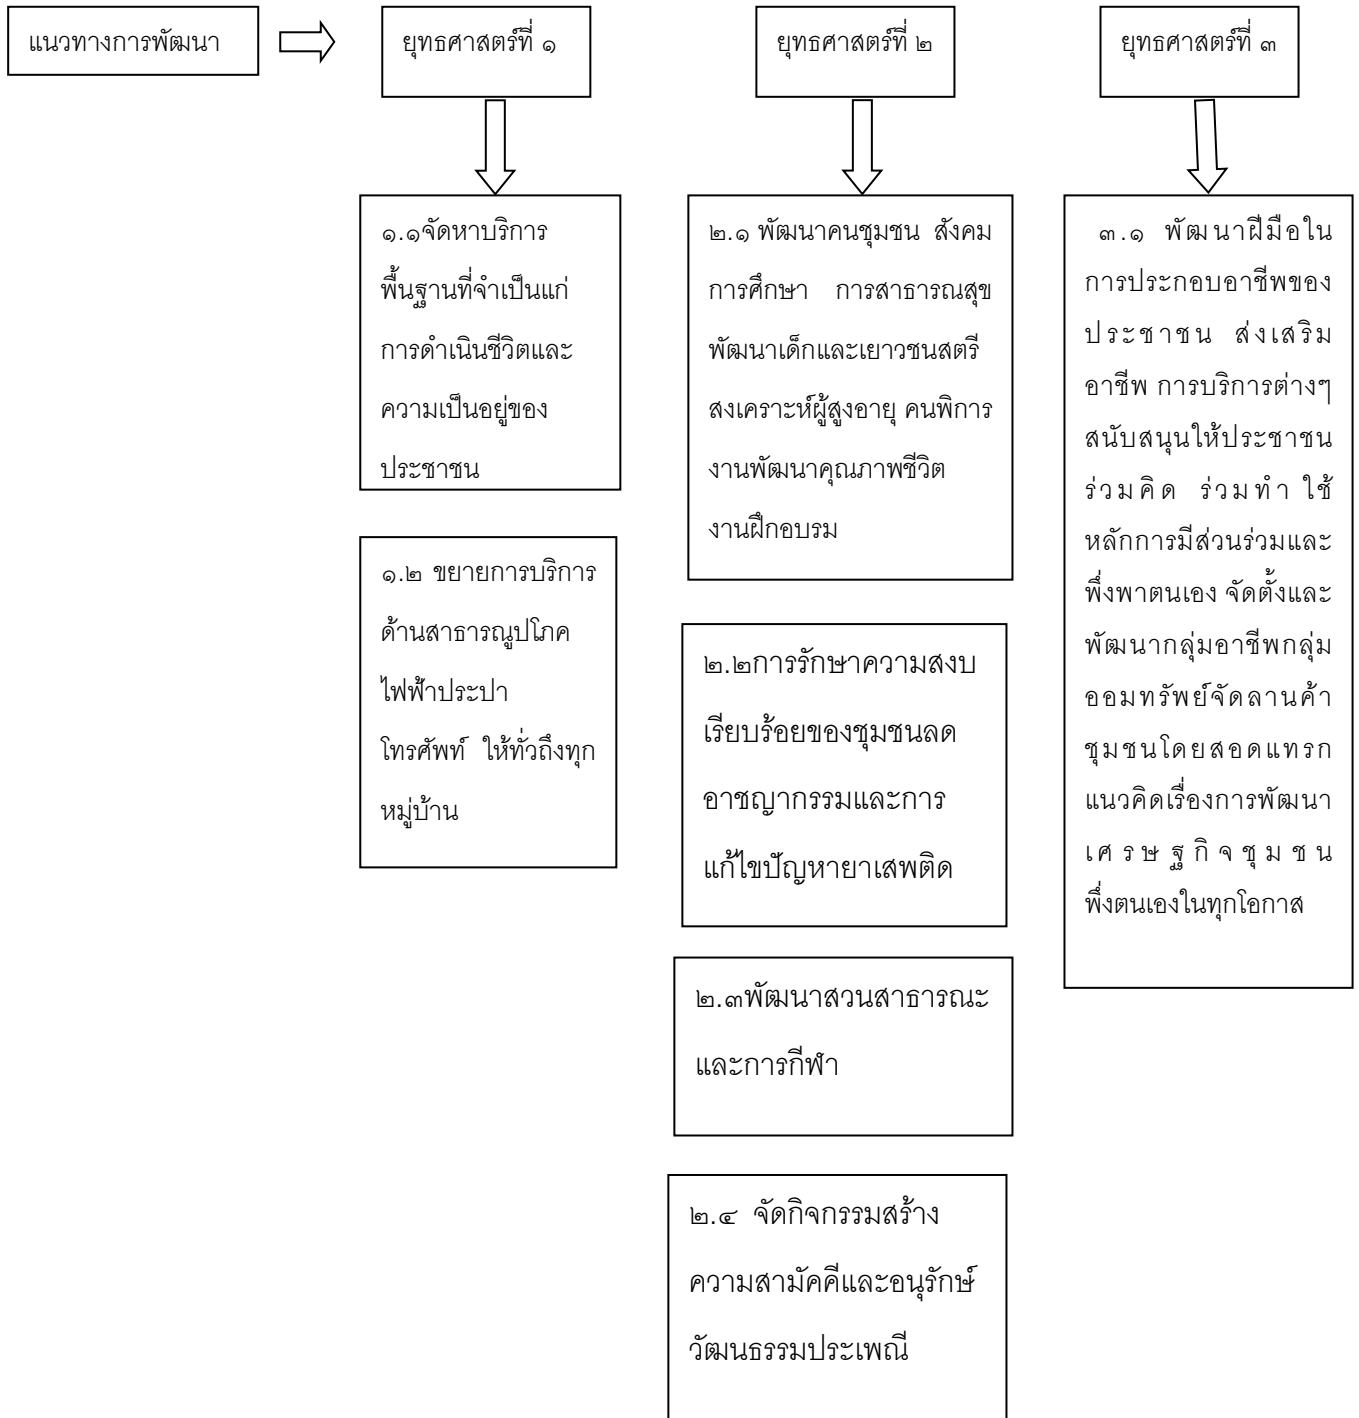 แนวทางการพัฒนา
ยุทธศาสตร์ที่ ๑
ยุทธศาสตร์ที่ ๒
ยุทธศาสตร์ที่ ๓
๑.๑จัดหาบริการ
พื้นฐานที่จำเป็นแก่
การดำเนินชีวิตและ
ความเป็นอยู่ของ
ประชาชน
๑.๒ ขยายการบริการ
ด้านสาธารณูปโภค
ไฟฟ้าประปา
โทรศัพท์ ให้ทั่วถึงทุก
หมู่บ้าน
๒.๑ พัฒนาคนชุมชน สังคม
การศึกษา การสาธารณสุข
พัฒนาเด็กและเยาวชนสตรี
สงเคราะห์ผู้สูงอายุ คนพิการ
งานพัฒนาคุณภาพชีวิต
งานฝึกอบรม
๒.๒การรักษาความสงบ
เรียบร้อยของชุมชนลด
อาชญากรรมและการ
แก้ไขปัญหายาเสพติด
๒.๓พัฒนาสวนสาธารณะ
และการกีฬา
๒.๔ จัดกิจกรรมสร้าง
ความสามัคคีและอนุรักษ์
วัฒนธรรมประเพณี
๓.๑ พัฒนาฝีมือใน
การประกอบอาชีพของ
ประชาชน ส่งเสริม
อาชีพ การบริการต่างๆ
สนับสนุนให้ประชาชน
ร่วมคิด ร่วมทำ ใช้
หลักการมีส่วนร่วมและ
พึ่งพาตนเอง จัดตั้งและ
พัฒนากลุ่มอาชีพกลุ่ม
ออมทรัพย์จัดลานค้า
ชุมชนโดยสอดแทรก
แนวคิดเรื่องการพัฒนา
เศรษฐกิจชุมชน
พึ่งตนเองในทุกโอกาส